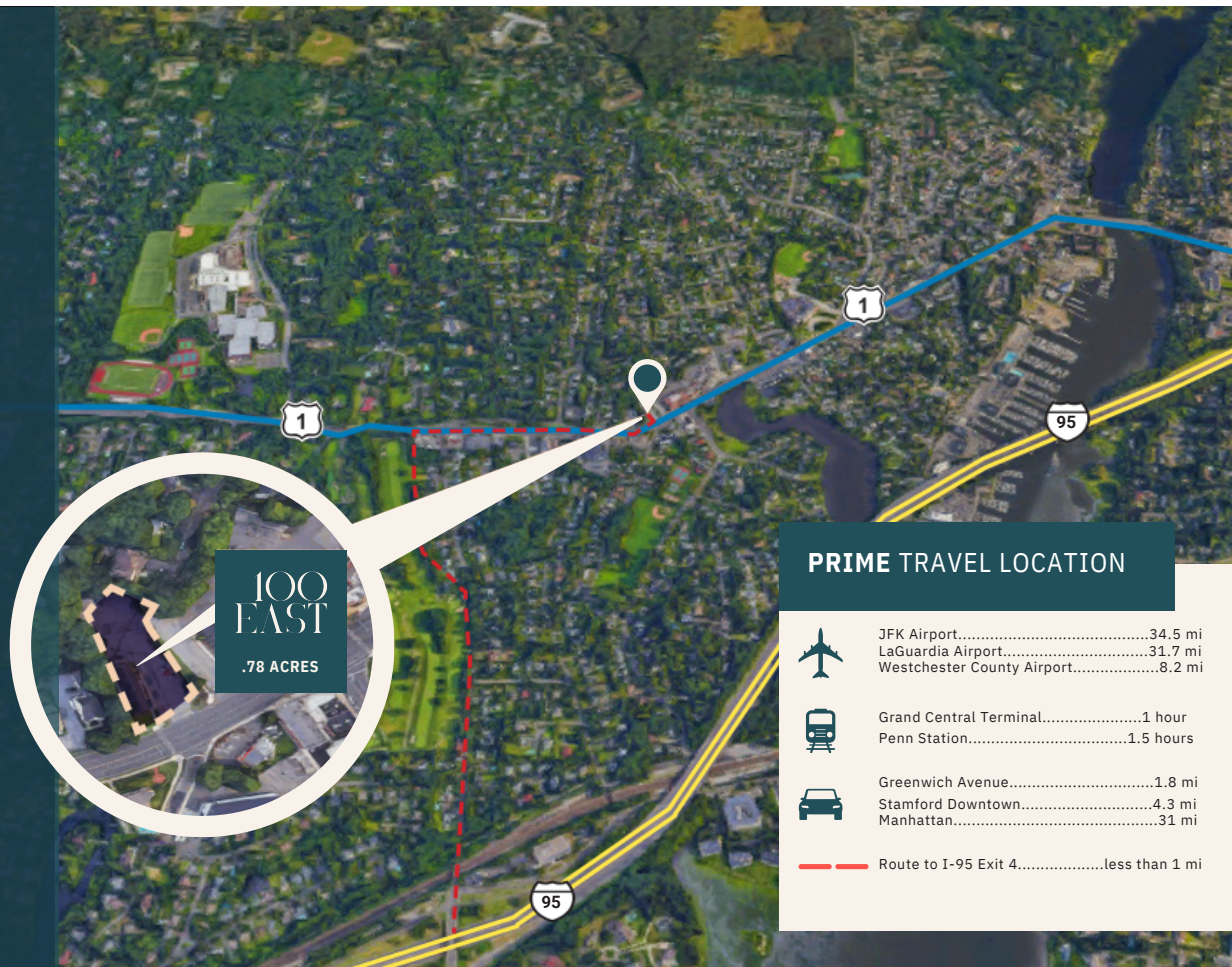 1
1
95
100
EAST
.78 ACRES
PRIME TRAVEL LOCATION
JFK Airport..............................................34.5 mi
LaGuardia Airport...................................31.7 mi
Westchester County Airport.....................8.2 mi
Grand Central Terminal......................1 hour
Penn Station...................................1.5 hours
Greenwich Avenue................................1.8 mi
Stamford Downtown.............................4.3 mi
Manhattan.............................................31 mi
Route to I-95 Exit 4...................less than 1 mi
95